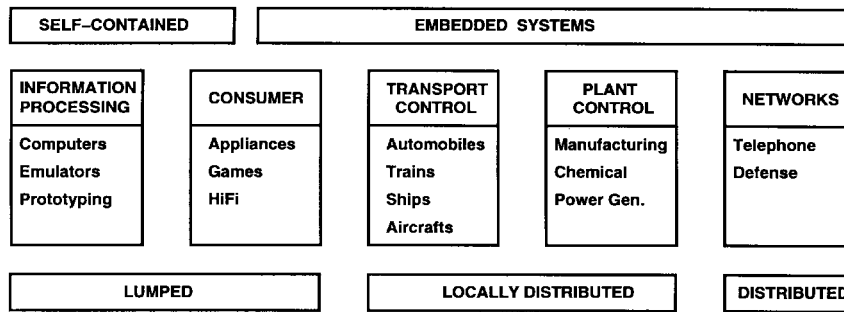 SELF–CONTAINED
EMBEDDED SYSTEMS
INFORMATION
PROCESSING
Computers
Emulators
Prototyping
CONSUMER
Appliances
Games
HiFi
TRANSPORT
CONTROL
Automobiles
Trains
Ships
Aircrafts
PLANT
CONTROL
Manufacturing
Chemical
Power Gen.
NETWORKS
Telephone
Defense
LUMPED
LOCALLY DISTRIBUTED
DISTRIBUTED